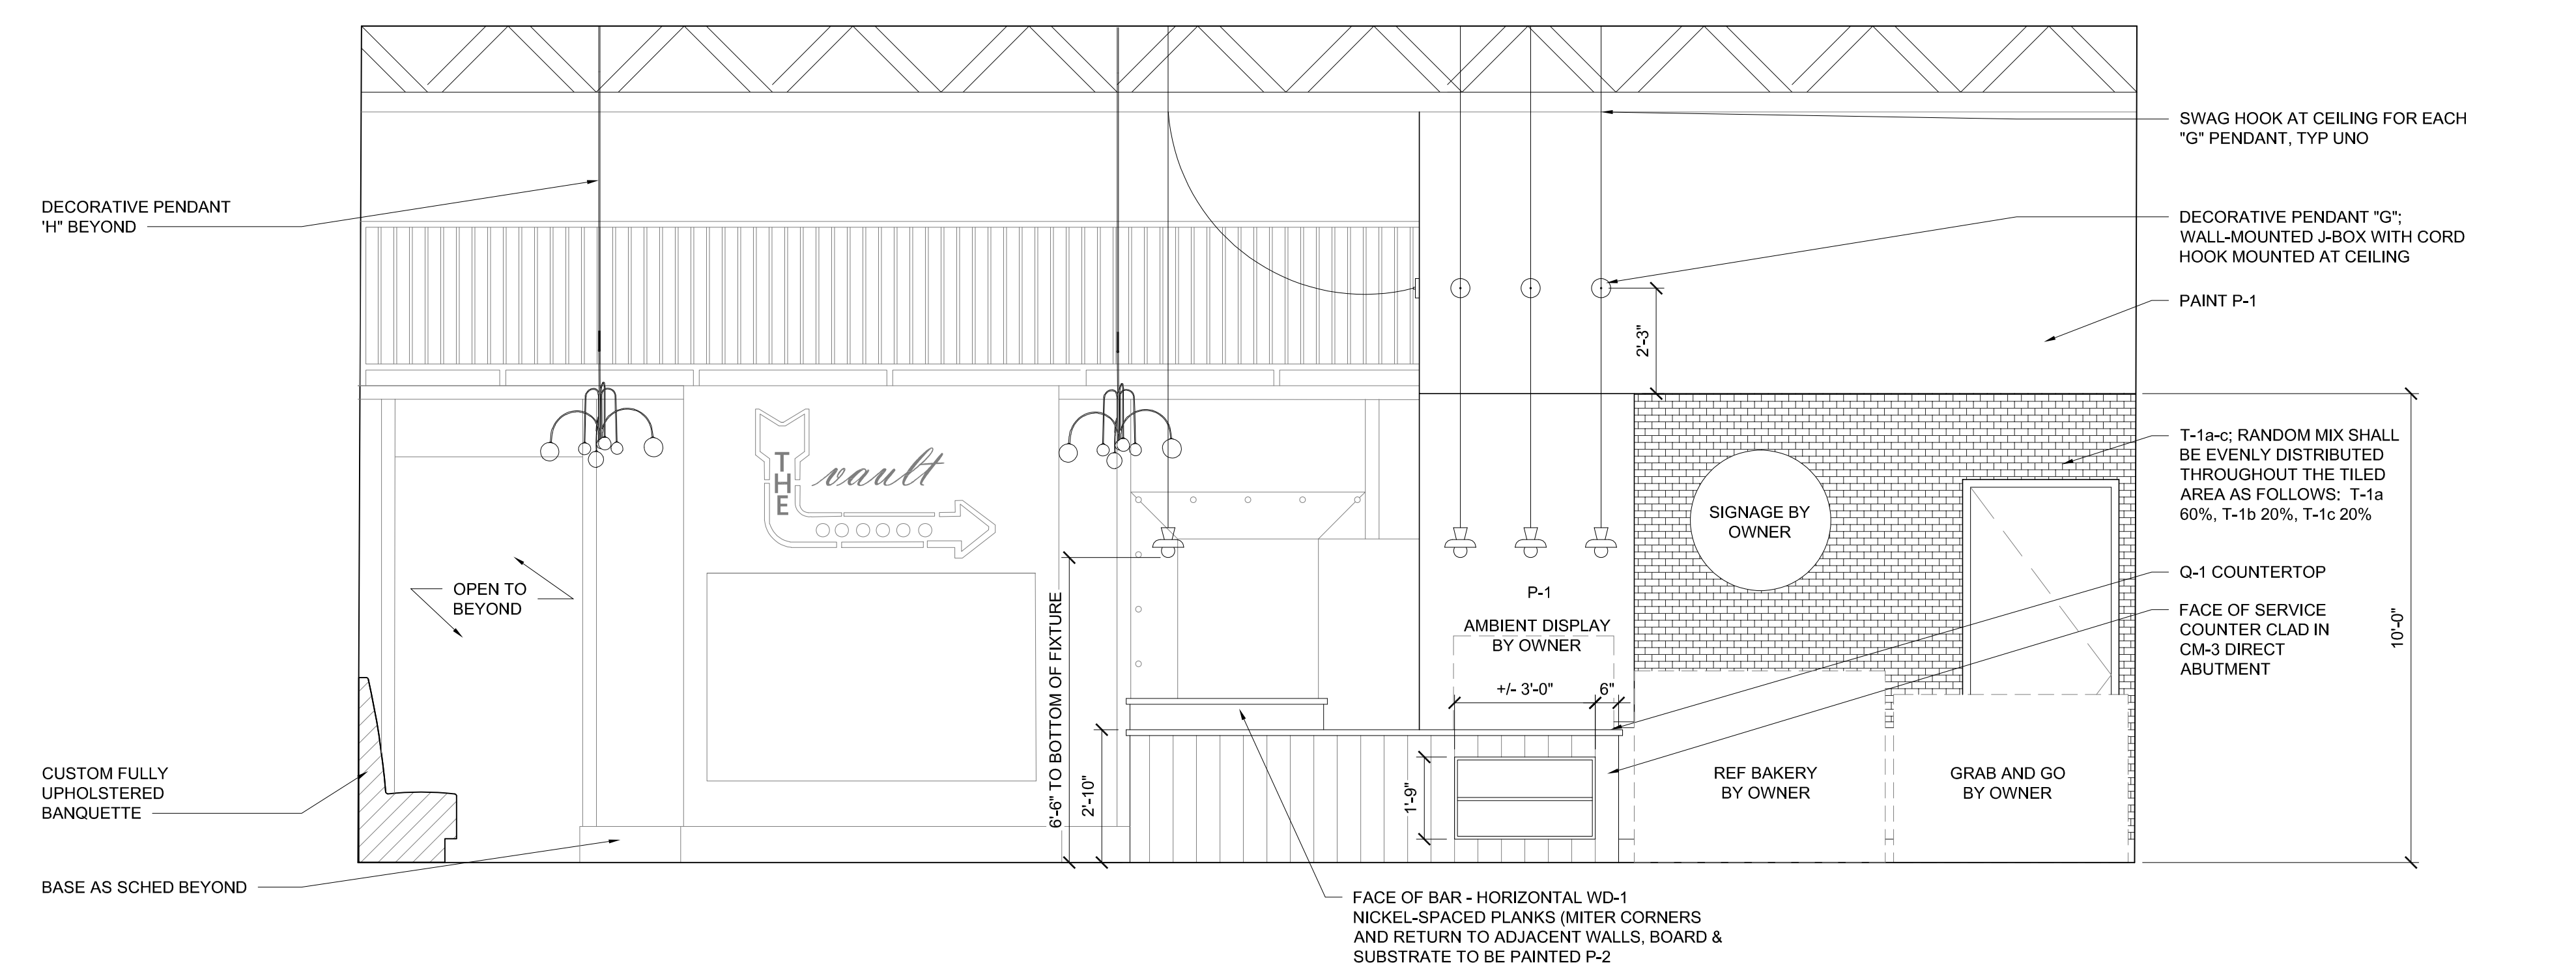 SWAG HOOK AT CEILING FOR EACH
"G" PENDANT, TYP UNO
DECORATIVE PENDANT
'H" BEYOND
DECORATIVE PENDANT "G";
WALL-MOUNTED J-BOX WITH CORD
HOOK MOUNTED AT CEILING
PAINT P-1
2'-3"
T-1a-c; RANDOM MIX SHALL
BE EVENLY DISTRIBUTED
THROUGHOUT THE TILED
AREA AS FOLLOWS: T-1a
60%, T-1b 20%, T-1c 20%
THE
vault
SIGNAGE BY
OWNER
OPEN TO
BEYOND
P-1
AMBIENT DISPLAY
BY OWNER
Q-1 COUNTERTOP
FACE OF SERVICE
COUNTER CLAD IN
CM-3 DIRECT
ABUTMENT
10'-0"
+/- 3'-0"
6"
6'-6" TO BOTTOM OF FIXTURE
2'-10"
1'-9"
CUSTOM FULLY
UPHOLSTERED
BANQUETTE
REF BAKERY
BY OWNER
GRAB AND GO
BY OWNER
BASE AS SCHED BEYOND
FACE OF BAR - HORIZONTAL WD-1
NICKEL-SPACED PLANKS (MITER CORNERS
AND RETURN TO ADJACENT WALLS, BOARD &
SUBSTRATE TO BE PAINTED P-2